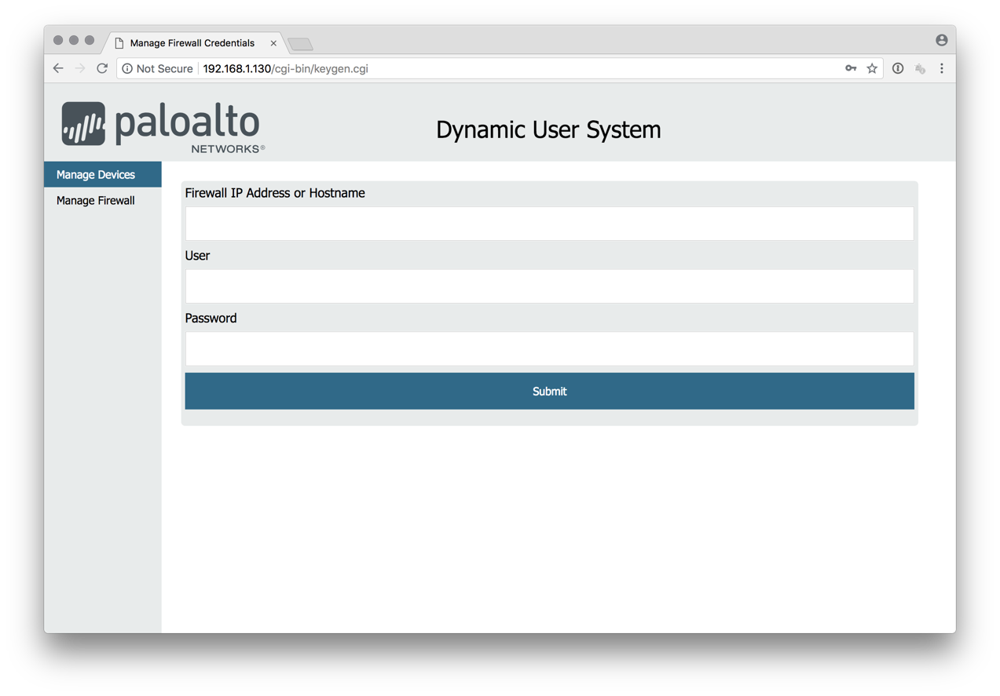 Manage Firewall Credentials
Not Secure 192.168.1.130/cgi-bin/keygen.cgi
paloalto
NETWORKS®
Dynamic User System
Manage Devices
Manage Firewall
Firewall IP Address or Hostname
User
Password
Submit